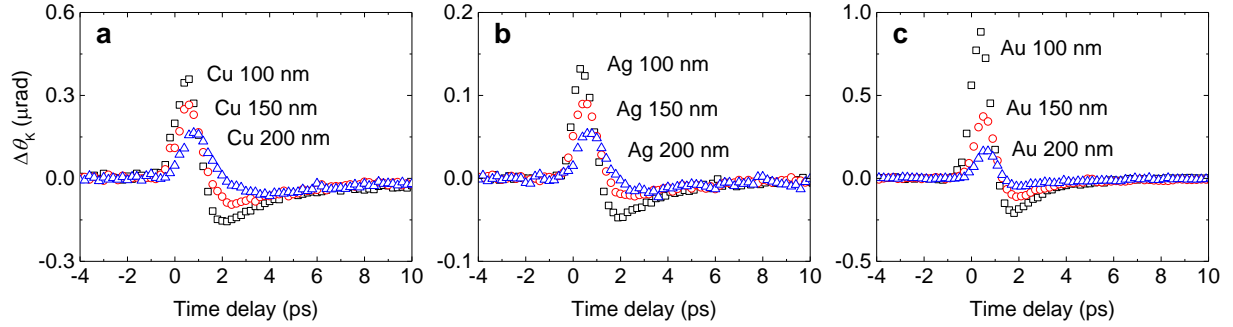 a
Cu 100 nm
Cu 150 nm
Cu 200 nm
0.6
0.3
0.0
-0.3
ΔθK (μrad)
-4 -2 0 2 4 6 8 10
Time delay (ps)
b
Ag 100 nm
Ag 150 nm
Ag 200 nm
0.2
0.1
0.0
-0.1
-4 -2 0 2 4 6 8 10
Time delay (ps)
c
Au 100 nm
Au 150 nm
Au 200 nm
1.0
0.5
0.0
-0.5
-4 -2 0 2 4 6 8 10
Time delay (ps)